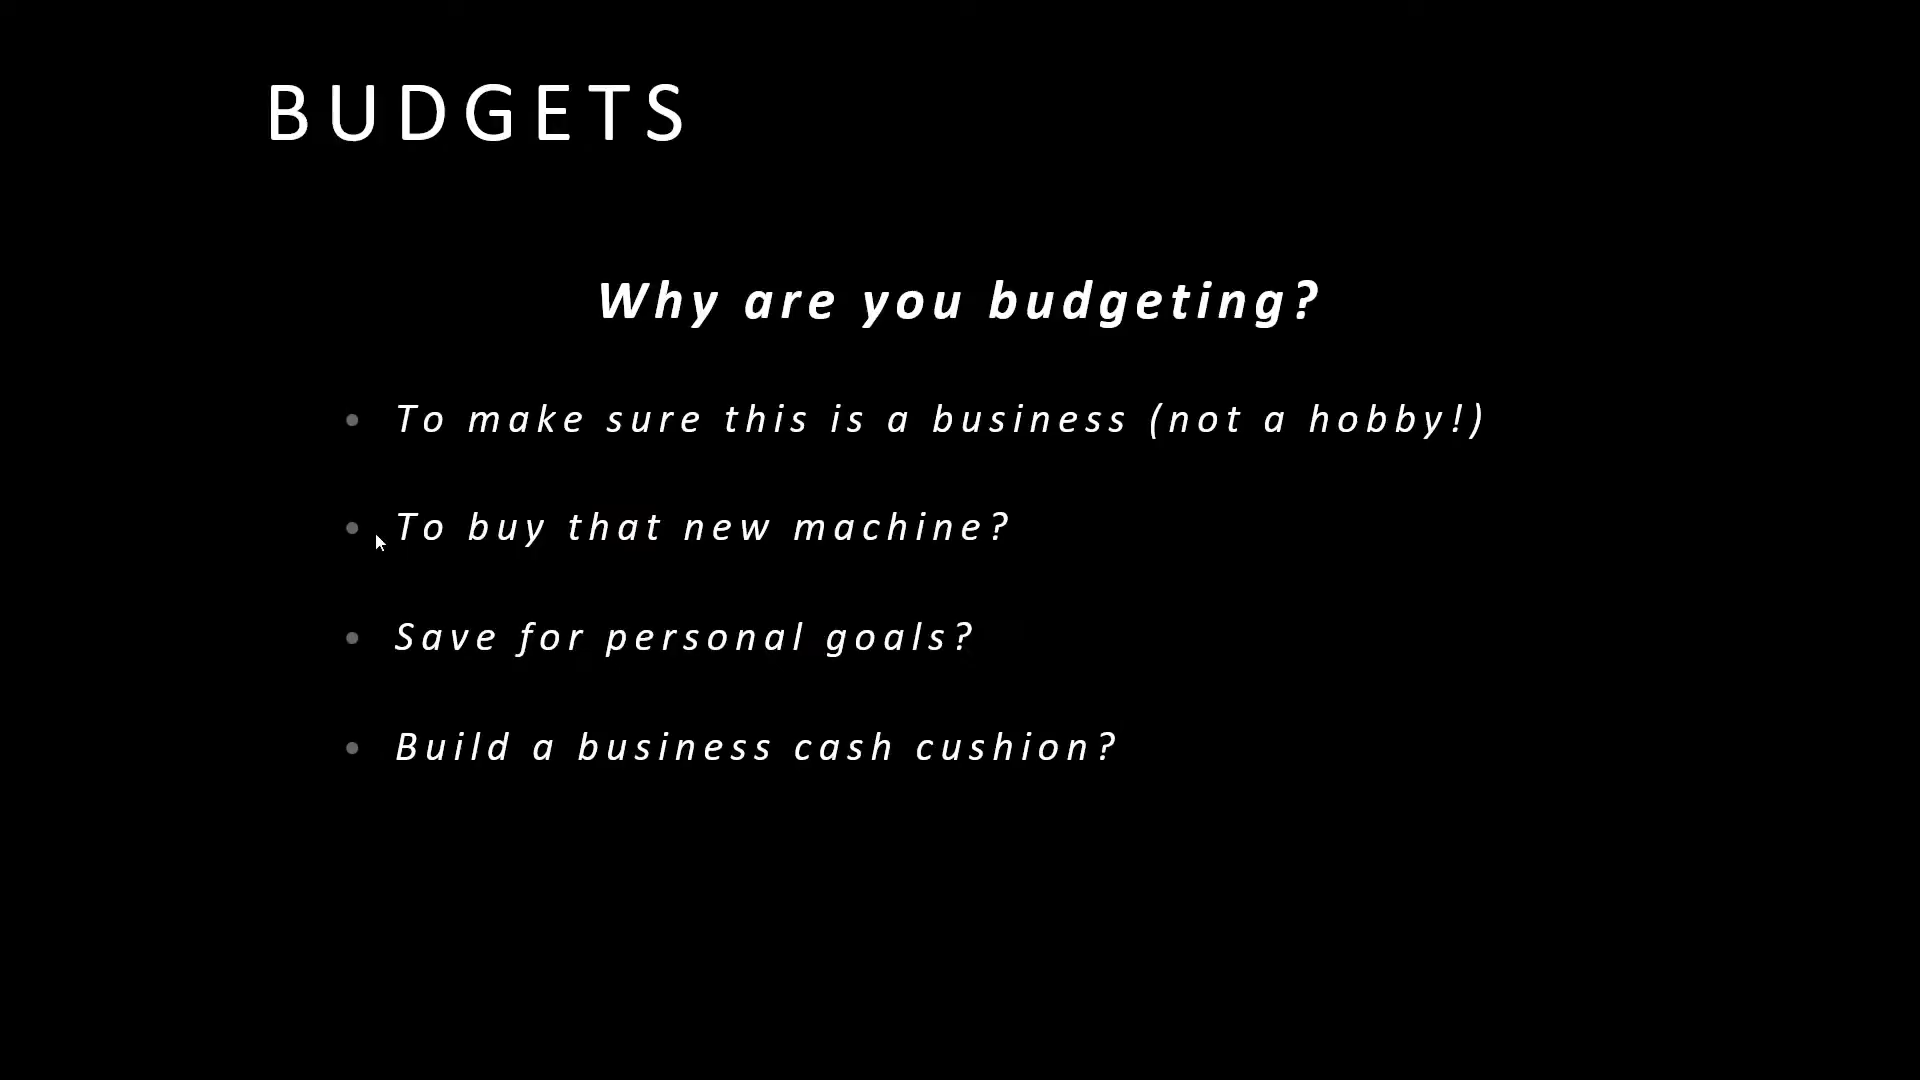 BUDGETS
Why are you budgeting?
• To make sure this is a business (not a hobby!)
• To buy that new machine?
• Save for personal goals?
• Build a business cash cushion?